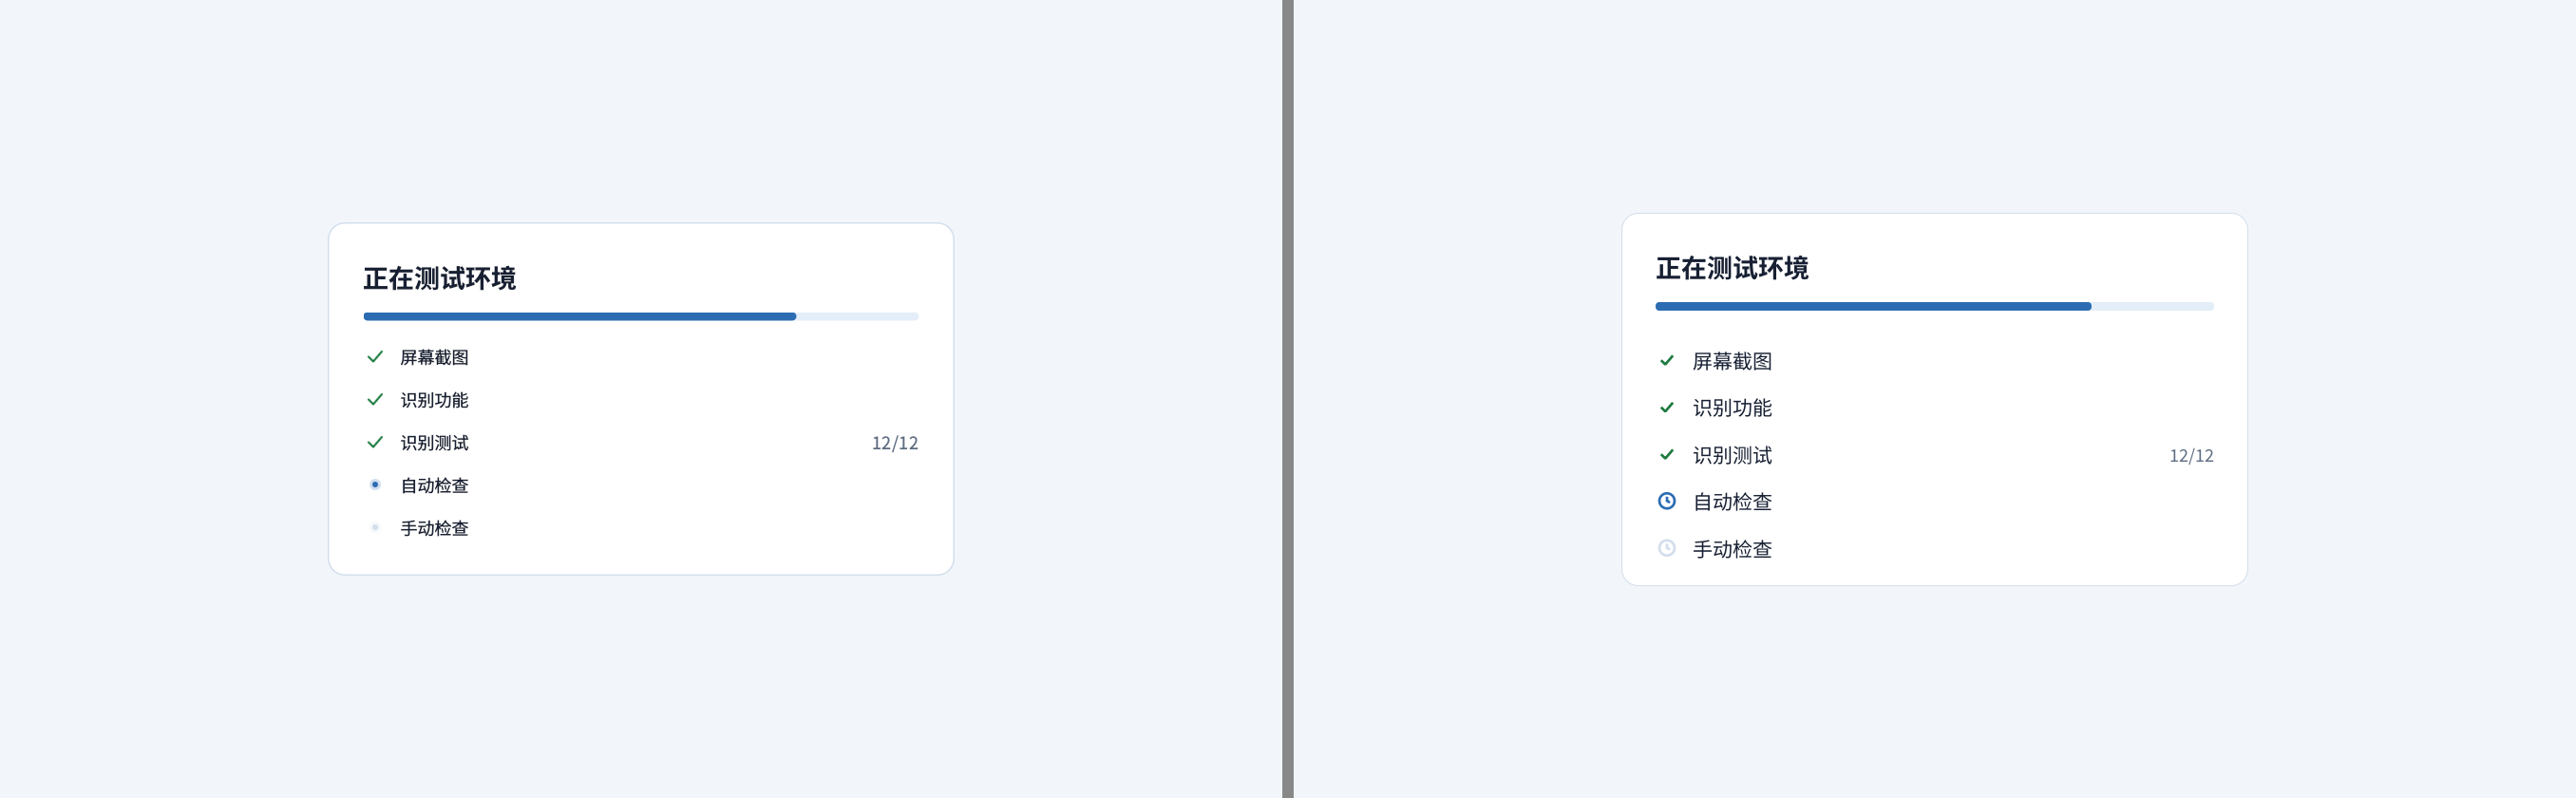 正在测试环境
屏幕截图
识别功能
识别测试 12/12
自动检查
手动检查
正在测试环境
屏幕截图
识别功能
识别测试 12/12
自动检查
手动检查